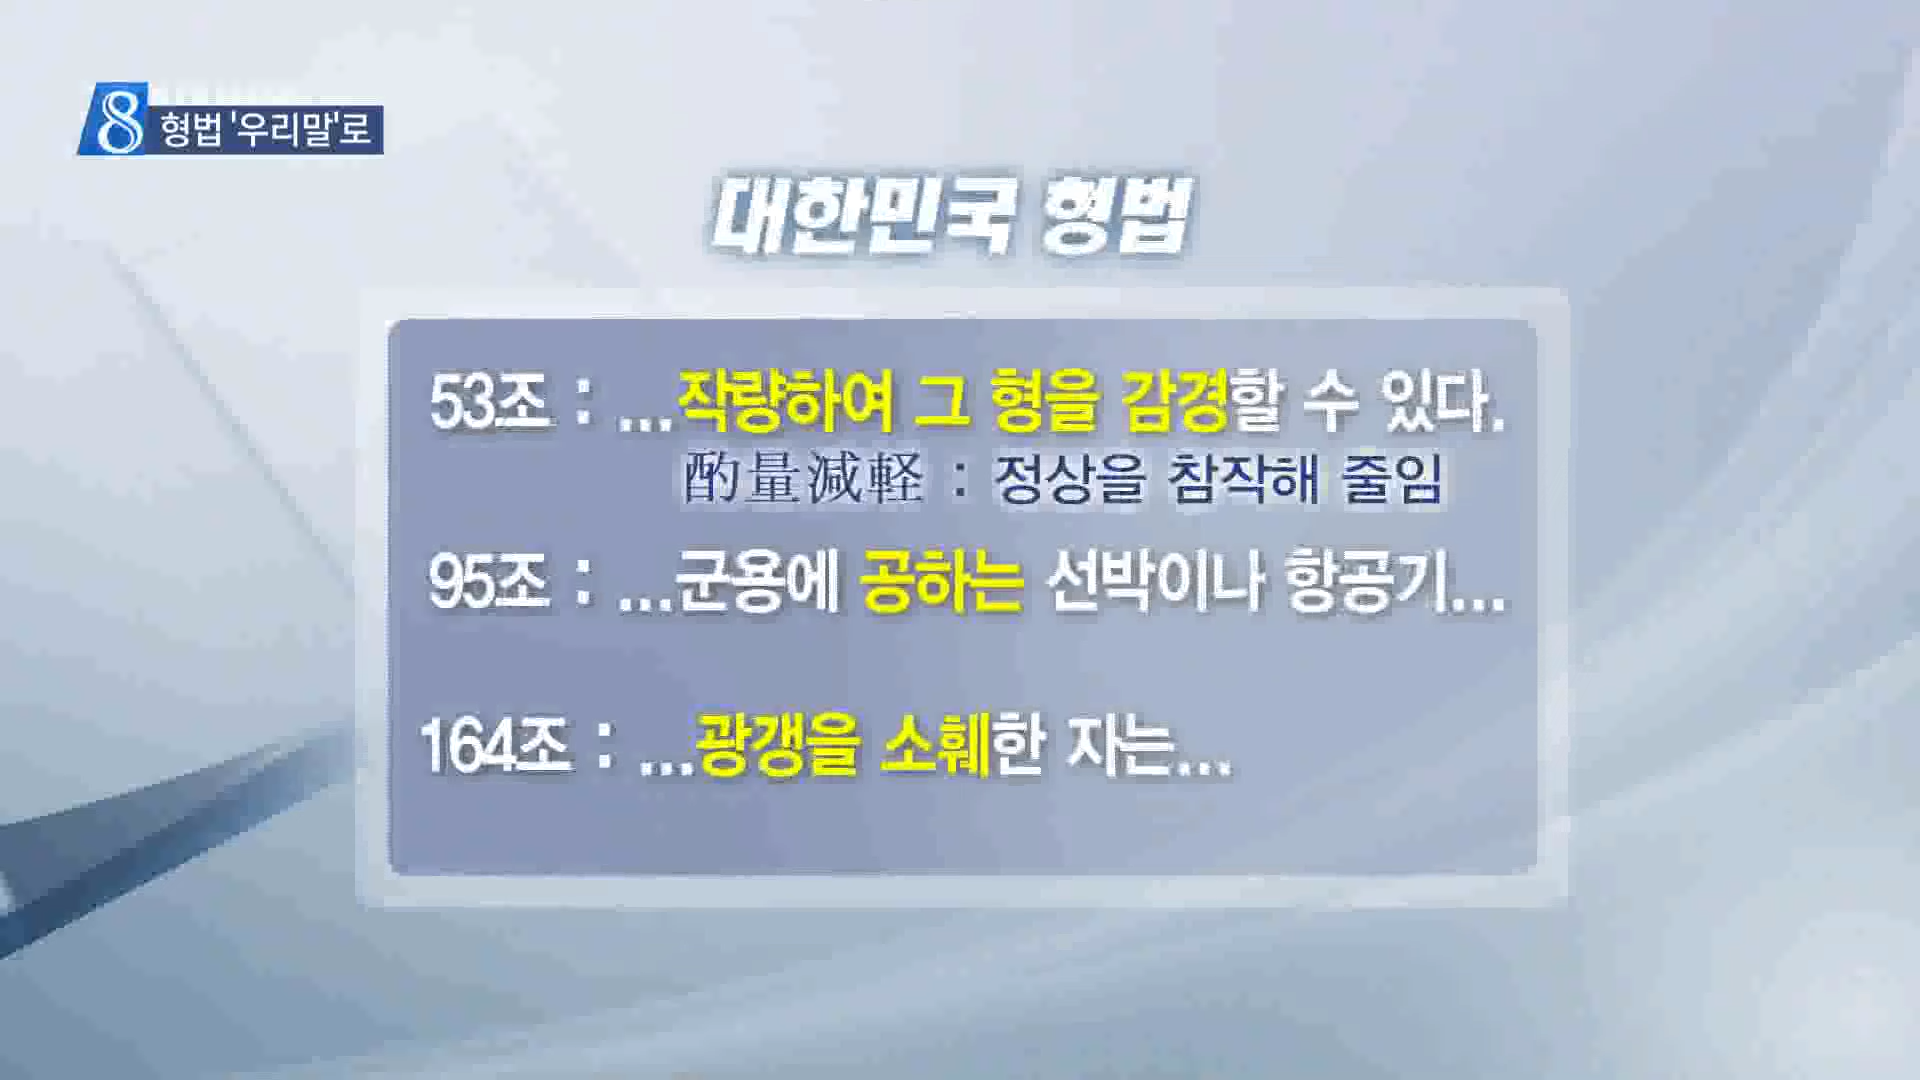 8 형법 '우리말'로
대한민국 형법
53조 : ...작량하여 그 형을 감경할 수 있다.
酌量減軽 : 정상을 참작해 줄임
95조 : ...군용에 공하는 선박이나 항공기...
164조 : ...광갱을 소훼한 자는...